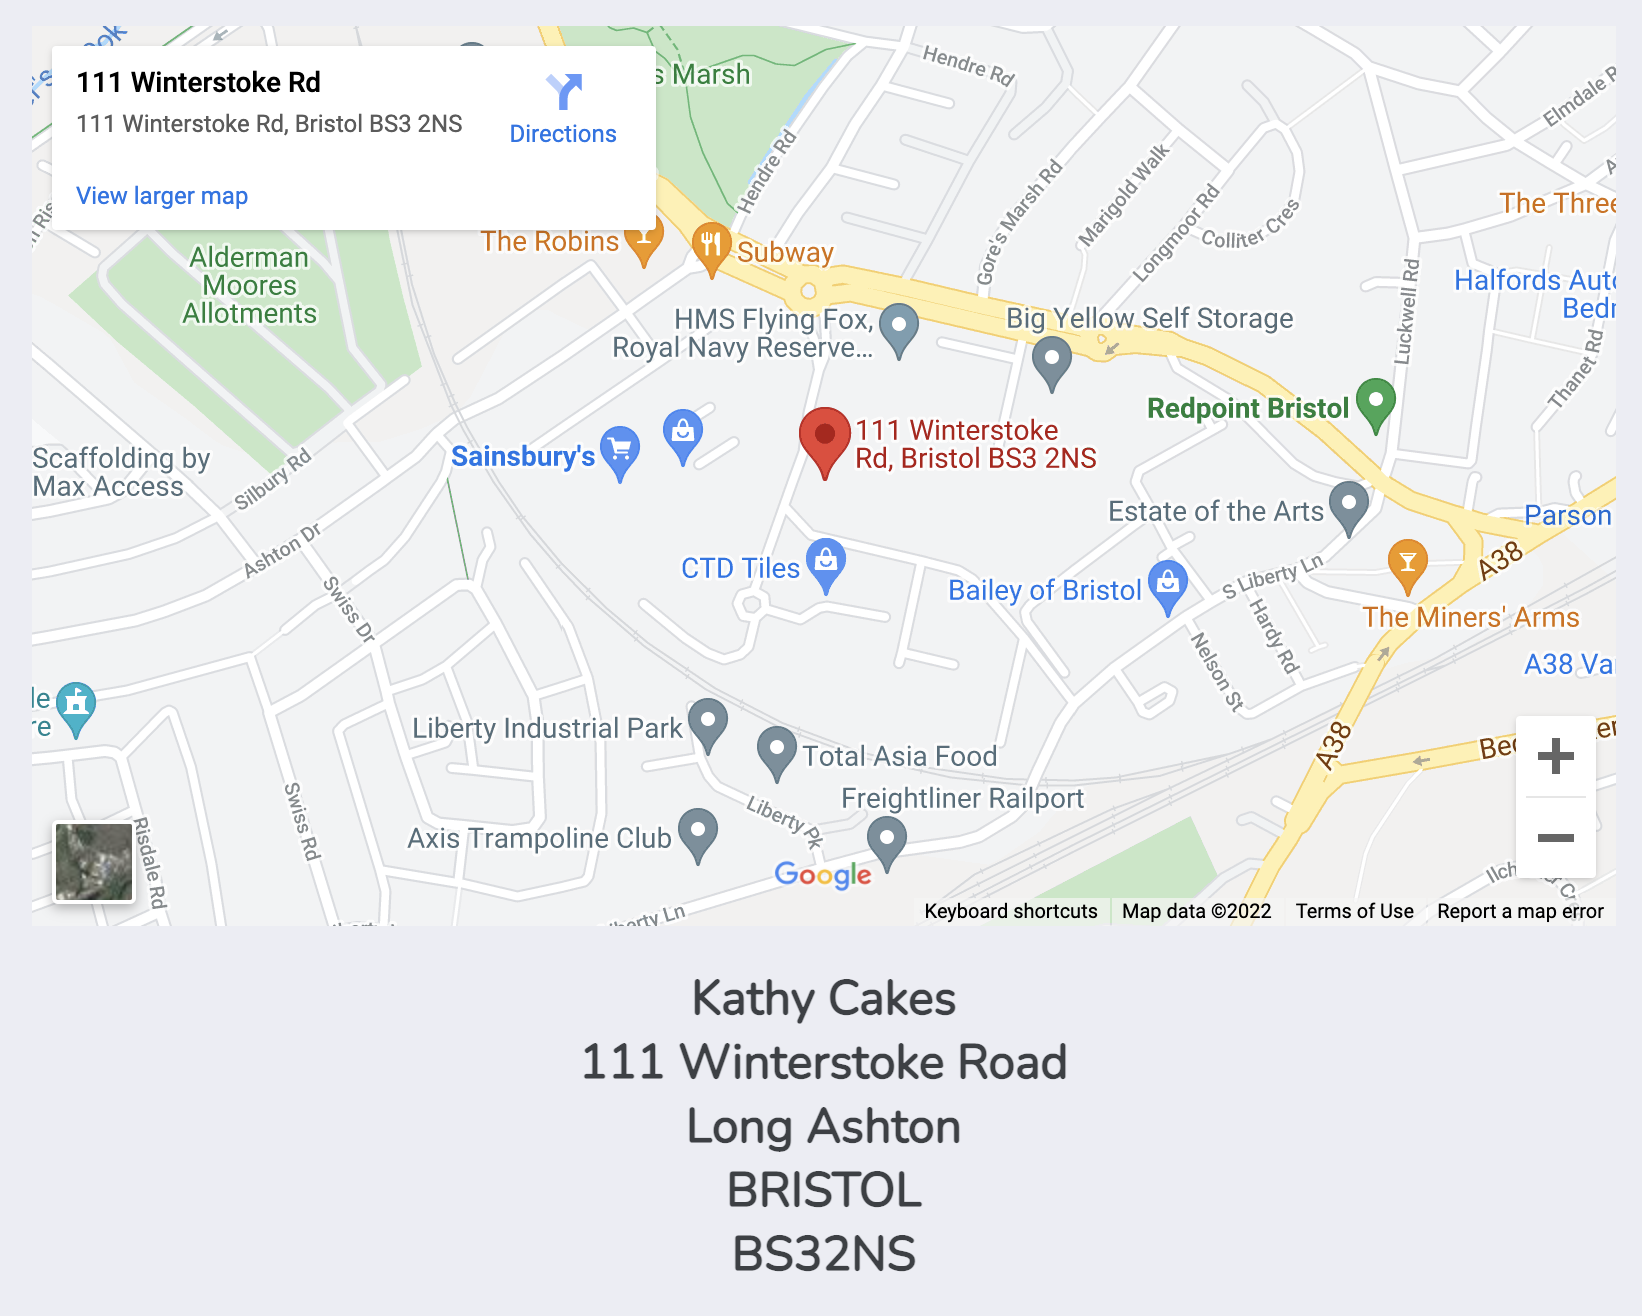 111 Winterstoke Rd
111 Winterstoke Rd, Bristol BS3 2NS
Directions
View larger map
s Marsh
Hendre Rd
Hendre Rd
Elmdale R
Gore's Marsh Rd
Marigold Walk
Longmoor Rd
Colliter Cres
Luckwell Rd
Thanet Rd
The Three
Halfords Auto
Bedr
Alderman
Moores
Allotments
The Robins
Subway
HMS Flying Fox,
Royal Navy Reserve...
Big Yellow Self Storage
Redpoint Bristol
111 Winterstoke
Rd, Bristol BS3 2NS
Sainsbury's
Scaffolding by
Max Access
Silbury Rd
Ashton Dr
Swiss Dr
Estate of the Arts
Parson
CTD Tiles
Bailey of Bristol
S Liberty Ln
Hardy Rd
Nelson St
A38
The Miners' Arms
A38 Va
le
re
Liberty Industrial Park
Total Asia Food
Freightliner Railport
Liberty Pk
Axis Trampoline Club
Swiss Rd
Risdale Rd
A38
Google
Keyboard shortcuts
Map data ©2022
Terms of Use
Report a map error
Kathy Cakes
111 Winterstoke Road
Long Ashton
BRISTOL
BS32NS